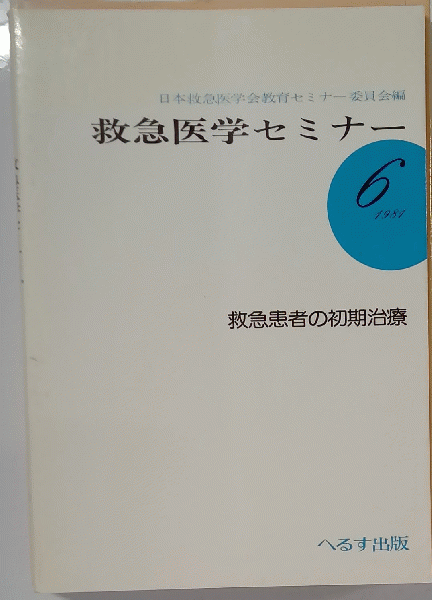 日本救急医学会教育セミナー委員会編
救急医学セミナー
6
1981
救急患者の初期治療
へるす出版